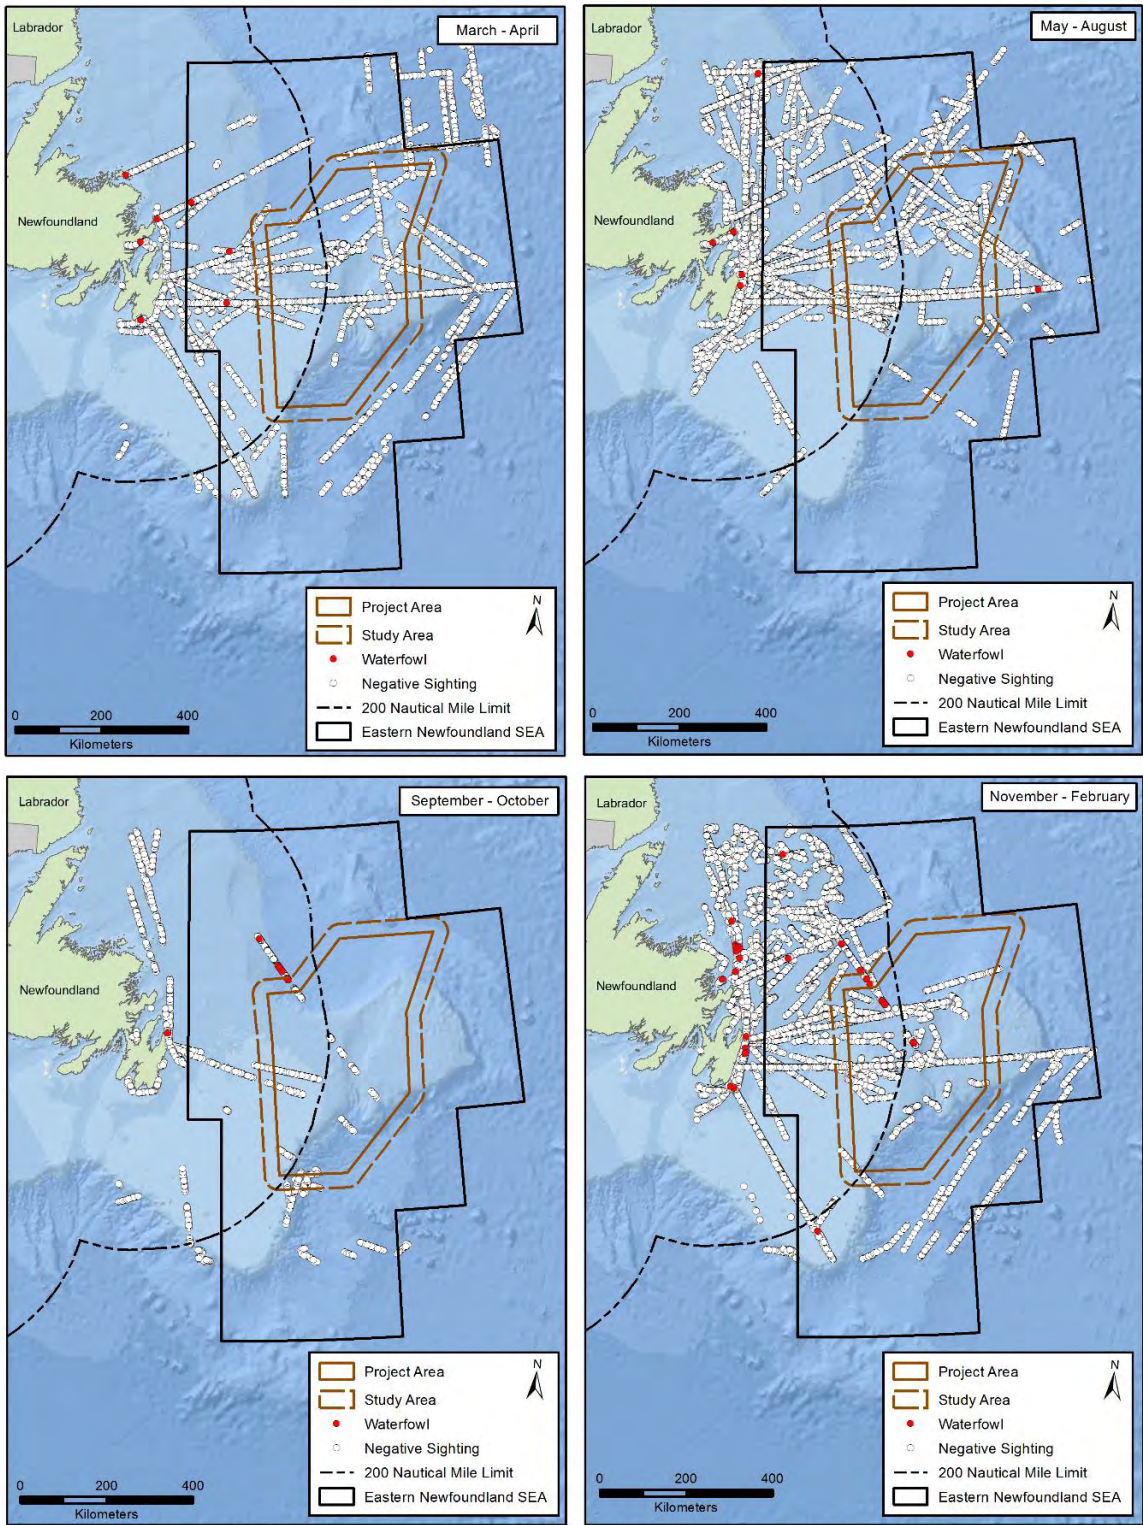 Labrador
March - April
Newfoundland
N
Project Area
Study Area
Waterfowl
Negative Sighting
200 Nautical Mile Limit
Eastern Newfoundland SEA
0 200 400
Kilometers
Labrador
May - August
Newfoundland
N
Project Area
Study Area
Waterfowl
Negative Sighting
200 Nautical Mile Limit
Eastern Newfoundland SEA
0 200 400
Kilometers
Labrador
September - October
Newfoundland
N
Project Area
Study Area
Waterfowl
Negative Sighting
200 Nautical Mile Limit
Eastern Newfoundland SEA
0 200 400
Kilometers
Labrador
November - February
Newfoundland
N
Project Area
Study Area
Waterfowl
Negative Sighting
200 Nautical Mile Limit
Eastern Newfoundland SEA
0 200 400
Kilometers